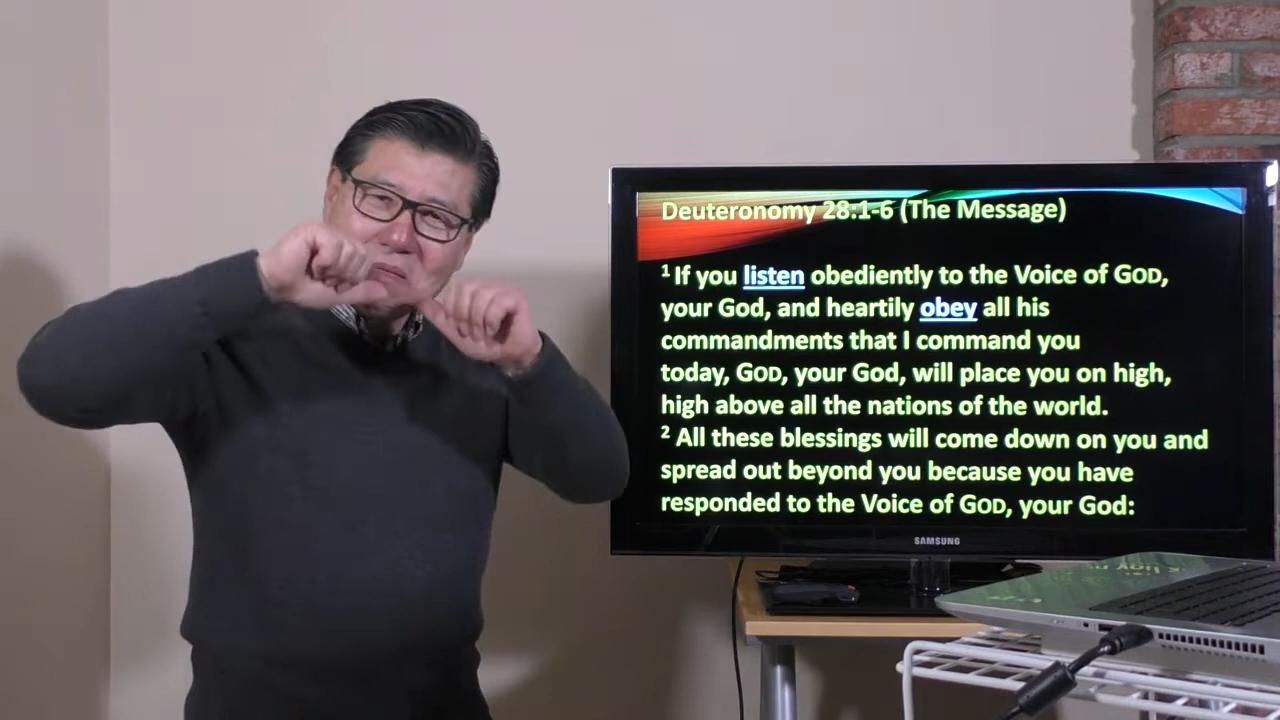 Deuteronomy 28:1-6 (The Message)
¹ If you listen obediently to the Voice of GOD,
your God, and heartily obey all his
commandments that I command you
today, GOD, your God, will place you on high,
high above all the nations of the world.
² All these blessings will come down on you and
spread out beyond you because you have
responded to the Voice of GOD, your God:
SAMSUNG